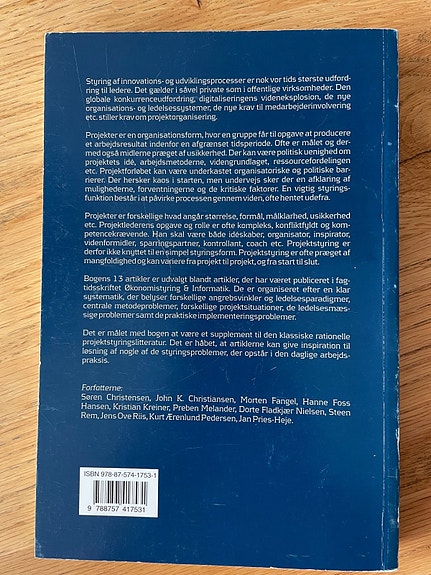 Styring af innovations- og udviklingsprocesser er nok vor tids største udford-
ring til ledere. Det gælder i såvel private som i offentlige virksomheder. Den
globale konkurrenceudfordring, digitaliseringens videneksplosion, de nye
organisations- og ledelsessystemer, de nye krav til medarbejderinvolvering
etc. stiller krav om projektorganisering.
Projekter er en organisationsform, hvor en gruppe får til opgave at producere
et arbejdsresultat indenfor en afgrænset tidsperiode. Ofte er målet og der-
med også midlerne præget af usikkerhed. Der kan være politisk uenighed om
projektets idé, arbejdsmetoderne, videngrundlaget, ressourcefordelingen
etc. Projektforløbet kan være underkastet organisatoriske og politiske bar-
rierer. Der hersker kaos i starten, men undervejs sker der en afklaring af
mulighederne, forventningerne og de kritiske faktorer. En vigtig styrings-
funktion består i at påvirke processen gennem viden, ofte hentet udefra.
Projekter er forskellige hvad angår størrelse, formål, målklarhed, usikkerhed
etc. Projektlederens opgave og rolle er ofte kompleks, konfliktfyldt og kom-
petencekrævende. Han skal være både idéskaber, organisator, inspirator,
videnformidler, sparringspartner, kontrollant, coach etc. Projektstyring er
derfor ikke knyttet til en simpel styringsform. Projektstyring er ofte præget af
mangfoldighed og kan variere fra projekt til projekt, og fra start til slut.
Bogens 13 artikler er udvalgt blandt artikler, der har været publiceret i fag-
tidsskriftet Økonomistyring & Informatik. De er organiseret efter en klar
systematik, der belyser forskellige angrebsvinkler og ledelsesparadigmer,
centrale metodeproblemer, forskellige projektsituationer, de ledelsesmæs-
sige problemer samt de praktiske implementeringsproblemer.
Det er målet med bogen at være et supplement til den klassiske rationelle
projektstyringslitteratur. Det er håbet, at artiklerne kan give inspiration til
løsning af nogle af de styringsproblemer, der opstår i den daglige arbejds-
praksis.
Forfatterne:
Søren Christensen, John K. Christiansen, Morten Fangel, Hanne Foss
Hansen, Kristian Kreiner, Preben Melander, Dorte Fladkjær Nielsen, Steen
Rem, Jens Ove Riis, Kurt Ærenlund Pedersen, Jan Pries-Heje.
ISBN 978-87-574-1753-1
9 788757 417531